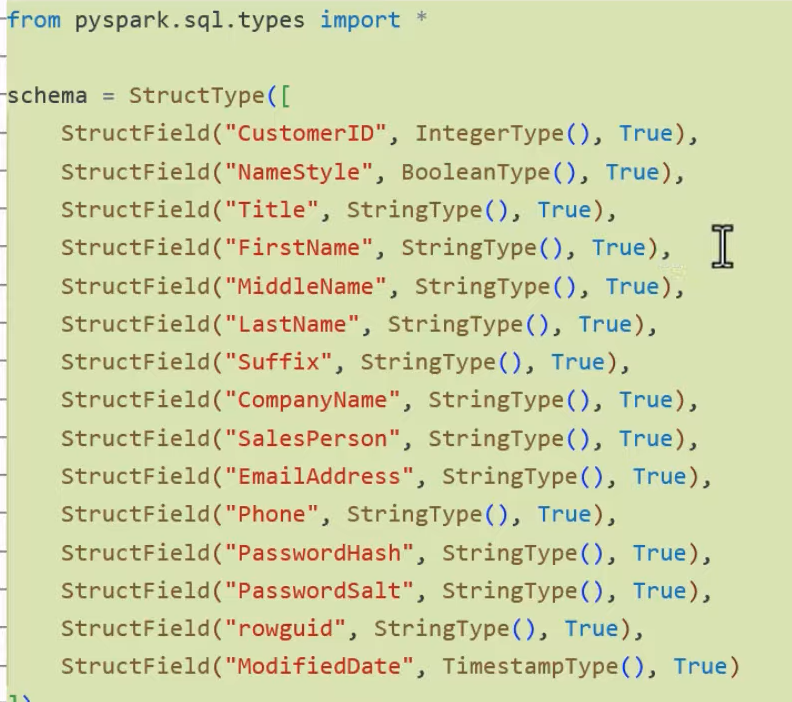 from pyspark.sql.types import *
schema = StructType([
    StructField("CustomerID", IntegerType(), True),
    StructField("NameStyle", BooleanType(), True),
    StructField("Title", StringType(), True),
    StructField("FirstName", StringType(), True),
    StructField("MiddleName", StringType(), True),
    StructField("LastName", StringType(), True),
    StructField("Suffix", StringType(), True),
    StructField("CompanyName", StringType(), True),
    StructField("SalesPerson", StringType(), True),
    StructField("EmailAddress", StringType(), True),
    StructField("Phone", StringType(), True),
    StructField("PasswordHash", StringType(), True),
    StructField("PasswordSalt", StringType(), True),
    StructField("rowguid", StringType(), True),
    StructField("ModifiedDate", TimestampType(), True)
])